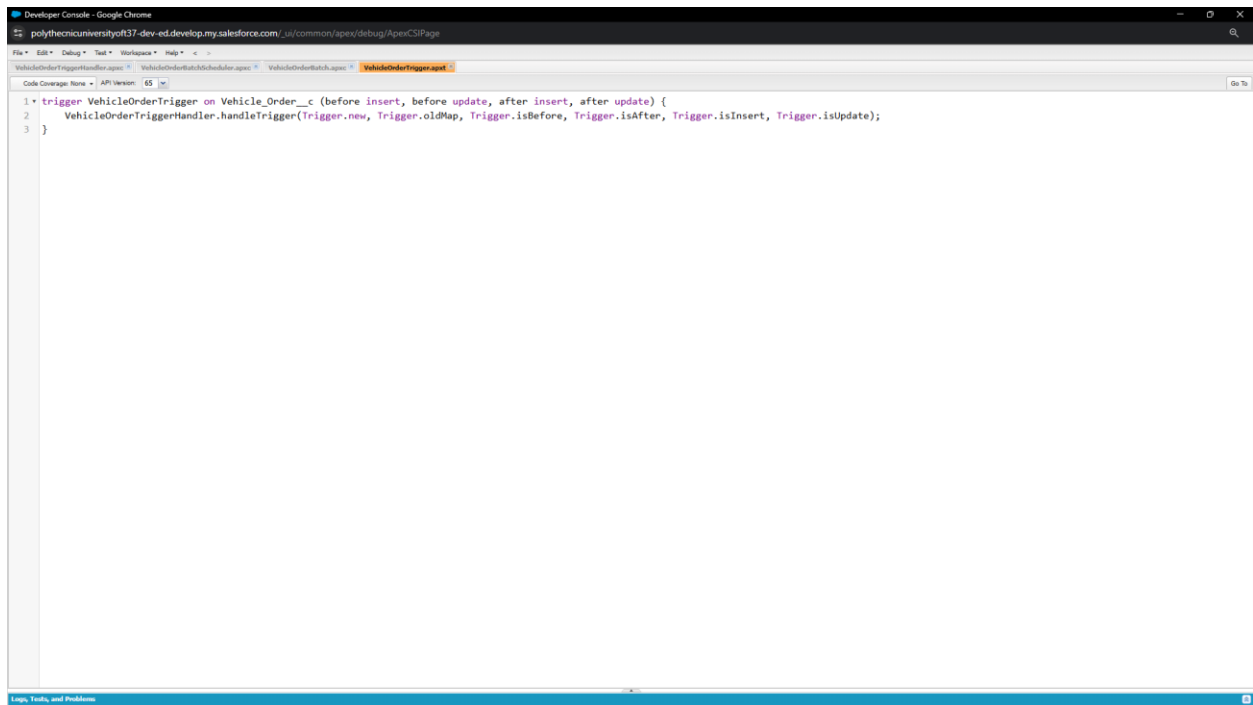 Developer Console - Google Chrome
polythecnicuniversityoft37-dev-ed.develop.my.salesforce.com/_ui/common/apex/debug/ApexCSIPage
File Edit Debug Test Workspace Help < >
VehicleOrderTriggerHandler.apxc VehicleOrderBatchScheduler.apxc VehicleOrderBatch.apxc VehicleOrderTrigger.apxt
Code Coverage: None API Version: 65 Go To
1 trigger VehicleOrderTrigger on Vehicle_Order__c (before insert, before update, after insert, after update) {
2 VehicleOrderTriggerHandler.handleTrigger(Trigger.new, Trigger.oldMap, Trigger.isBefore, Trigger.isAfter, Trigger.isInsert, Trigger.isUpdate);
3 }
Logs, Tests, and Problems